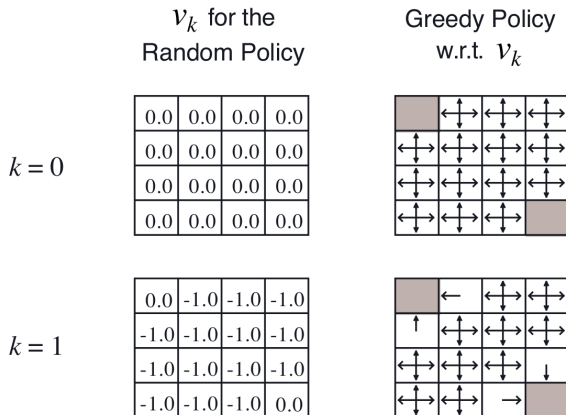 v_k for the
Random Policy
Greedy Policy
w.r.t. v_k
k = 0
0.0 0.0 0.0 0.0
0.0 0.0 0.0 0.0
0.0 0.0 0.0 0.0
0.0 0.0 0.0 0.0
k = 1
0.0 -1.0 -1.0 -1.0
-1.0 -1.0 -1.0 -1.0
-1.0 -1.0 -1.0 -1.0
-1.0 -1.0 -1.0 0.0